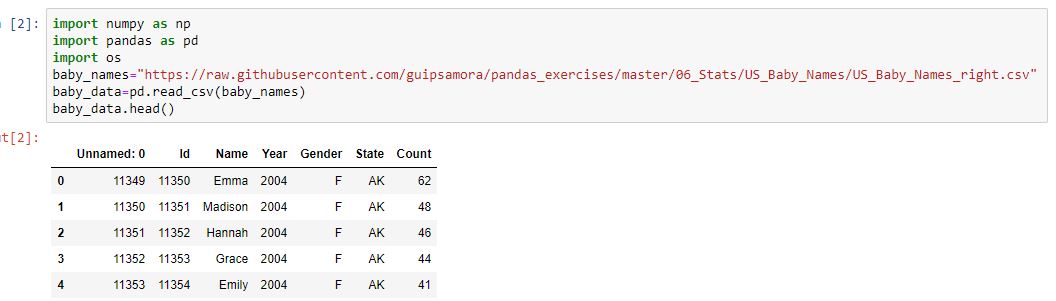 [2]: import numpy as np
import pandas as pd
import os
baby_names="https://raw.githubusercontent.com/guipsamora/pandas_exercises/master/06_Stats/US_Baby_Names/US_Baby_Names_right.csv"
baby_data=pd.read_csv(baby_names)
baby_data.head()
t[2]:
Unnamed: 0 Id Name Year Gender State Count
0 11349 11350 Emma 2004 F AK 62
1 11350 11351 Madison 2004 F AK 48
2 11351 11352 Hannah 2004 F AK 46
3 11352 11353 Grace 2004 F AK 44
4 11353 11354 Emily 2004 F AK 41